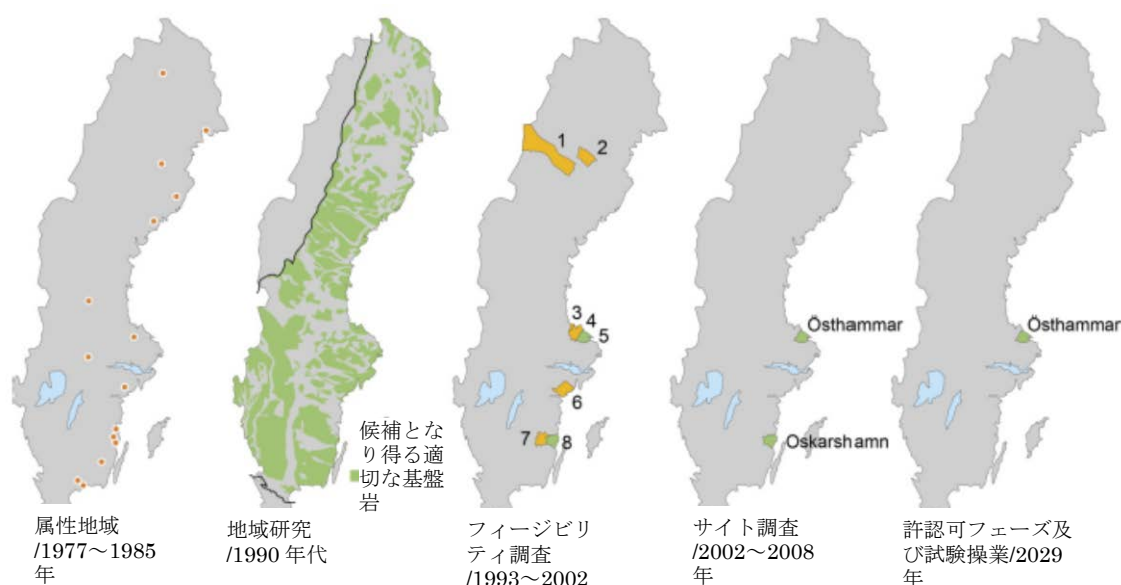 1
2
3
4
5
6
7
8
Östhammar
Oskarshamn
Östhammar
候補とな
り得る適
切な基盤
岩
属性地域
/1977～1985
年
地域研究
/1990 年代
フィージビリ
ティ調査
/1993～2002
サイト調査
/2002～2008
年
許認可フェーズ及
び試験操業/2029
年